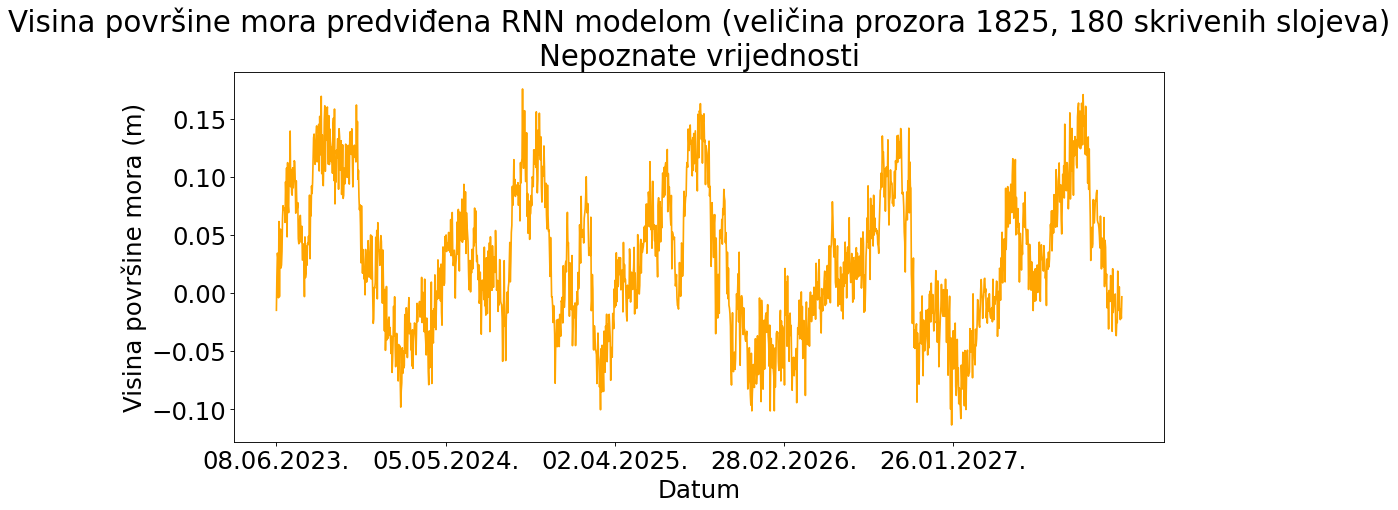 Visina površine mora predviđena RNN modelom (veličina prozora 1825, 180 skrivenih slojeva)
Nepoznate vrijednosti
Visina površine mora (m)
0.15
0.10
0.05
0.00
−0.05
−0.10
08.06.2023. 05.05.2024. 02.04.2025. 28.02.2026. 26.01.2027.
Datum